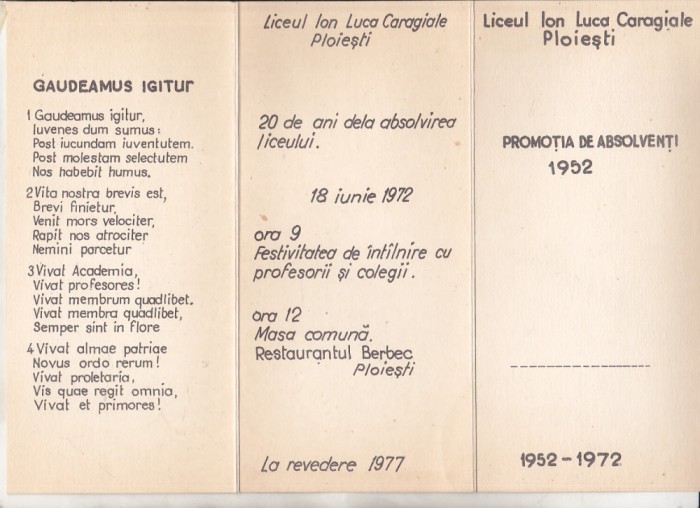 GAUDEAMUS IGITUR
1 Gaudeamus igitur,
Iuvenes dum sumus:
Post iucundam iuventutem.
Post molestam selectutem
Nos habebit humus.
2 Vita nostra brevis est,
Brevi finietur,
Venit mors velociter,
Rapit nos atrociter
Nemini parcetur
3 Vivat Academia,
Vivat profesores!
Vivat membrum quadlibet.
Vivat membra quadlibet,
Semper sint in flore
4 Vivat almae patriae
Novus ordo rerum!
Vivat proletaria,
Vis quae regit omnia,
Vivat et primores!
Liceul Ion Luca Caragiale
Ploiești
20 de ani dela absolvirea
liceului.
18 iunie 1972
ora 9
Festivitatea de întîlnire cu
profesorii și colegii.
ora 12
Masa comună.
Restaurantul Berbec
Ploiești
La revedere 1977
Liceul Ion Luca Caragiale
Ploiești
PROMOȚIA DE ABSOLVENȚI
1952
1952-1972